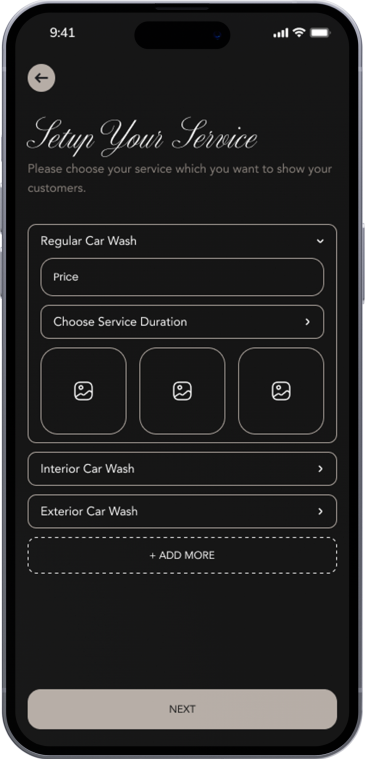 9:41
Setup Your Service
Please choose your service which you want to show your
customers.
Regular Car Wash
Price
Choose Service Duration
Interior Car Wash
Exterior Car Wash
+ ADD MORE
NEXT